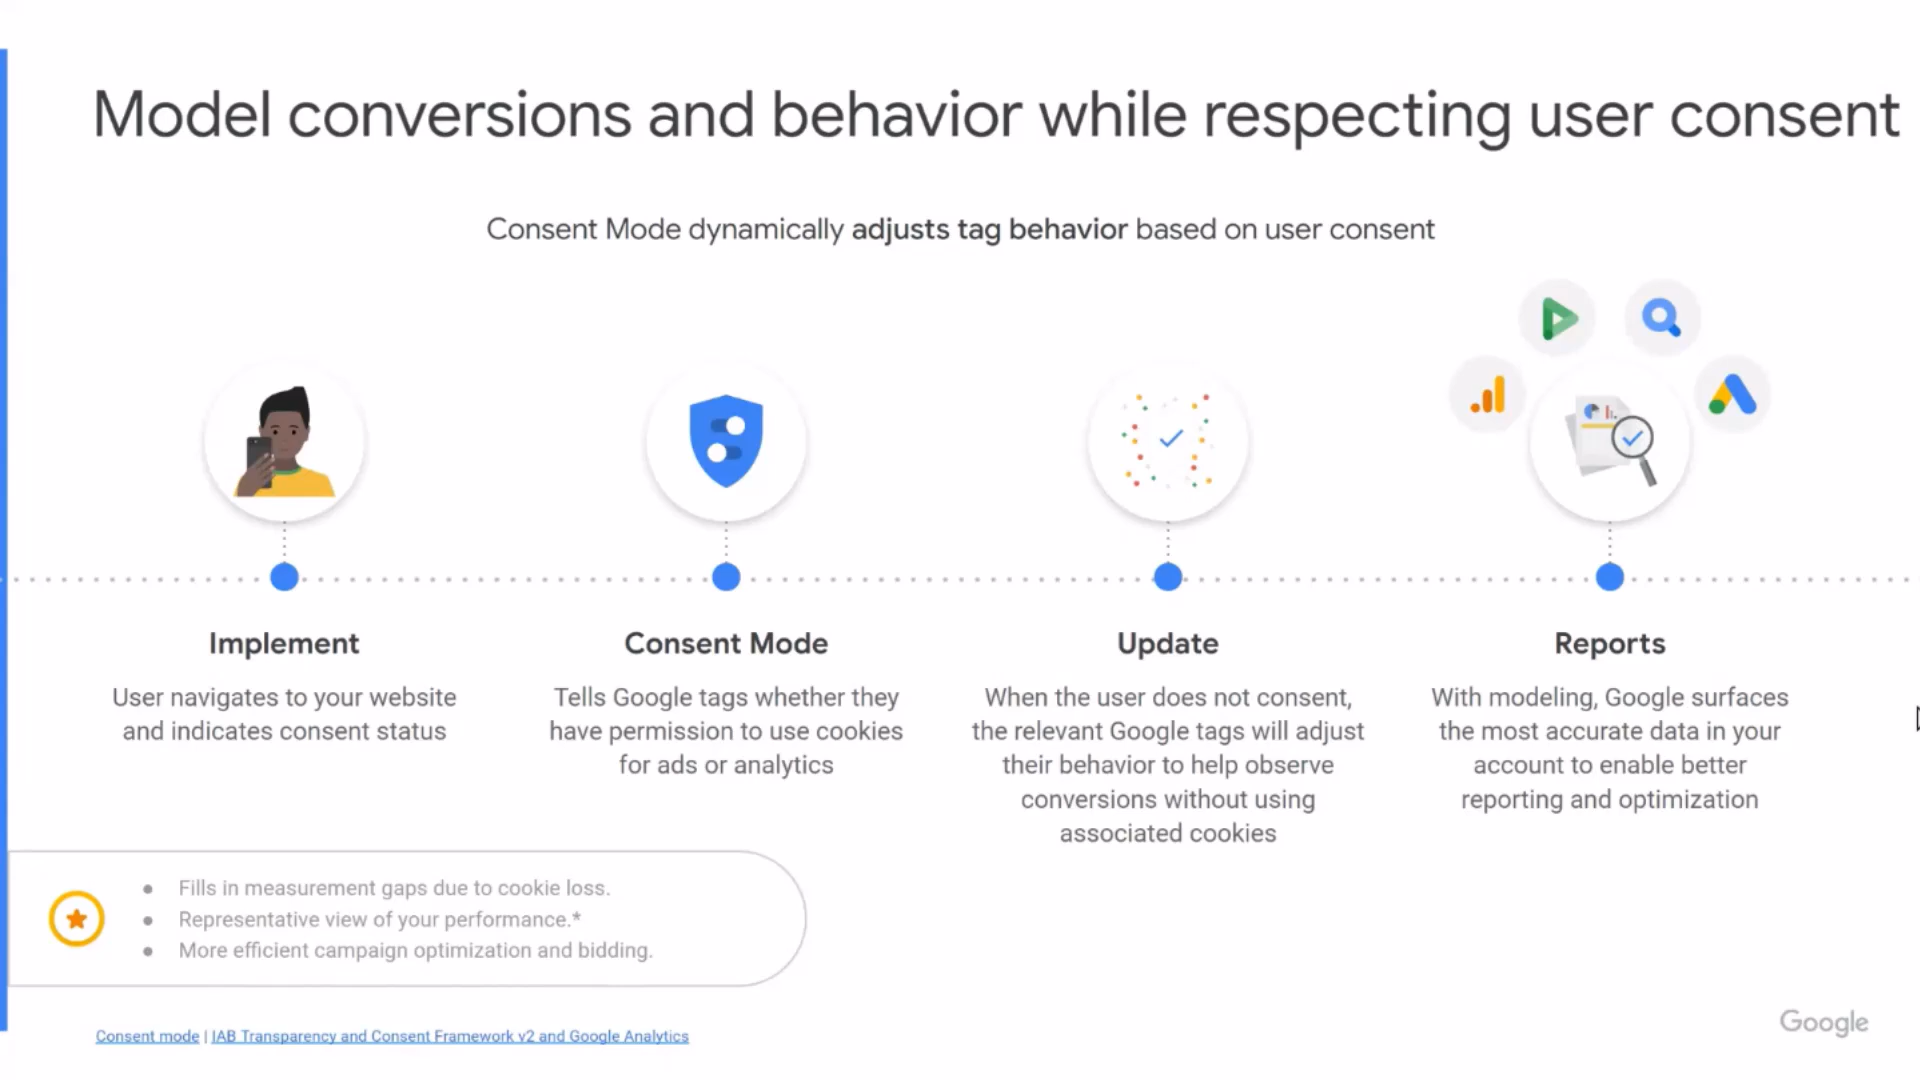 Model conversions and behavior while respecting user consent
Consent Mode dynamically adjusts tag behavior based on user consent
Implement
User navigates to your website
and indicates consent status
Consent Mode
Tells Google tags whether they
have permission to use cookies
for ads or analytics
Update
When the user does not consent,
the relevant Google tags will adjust
their behavior to help observe
conversions without using
associated cookies
Reports
With modeling, Google surfaces
the most accurate data in your
account to enable better
reporting and optimization
● Fills in measurement gaps due to cookie loss.
● Representative view of your performance.*
● More efficient campaign optimization and bidding.
Consent mode | IAB Transparency and Consent Framework v2 and Google Analytics
Google